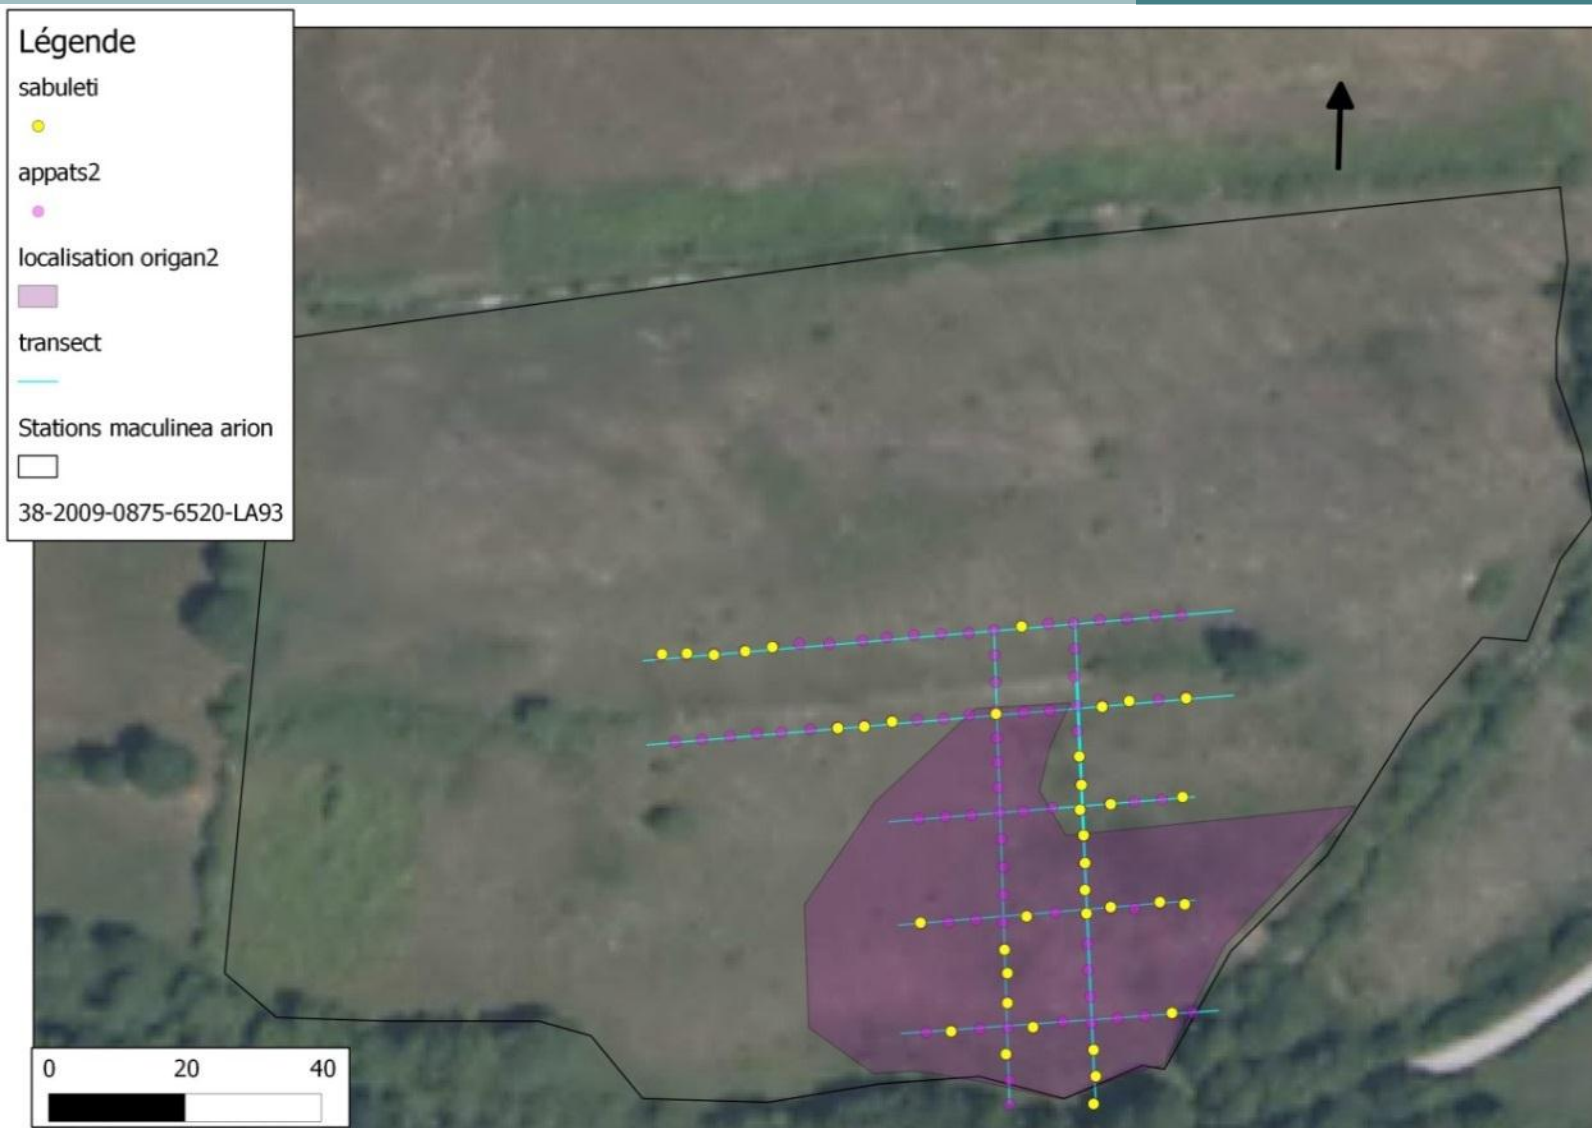 Légende
sabuleti
appats2
localisation origan2
transect
Stations maculinea arion
38-2009-0875-6520-LA93
0 20 40